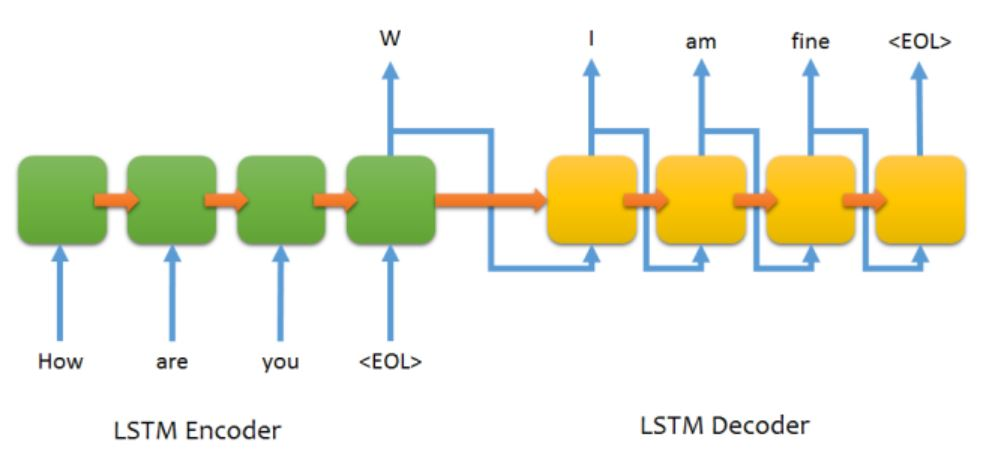 W I am fine <EOL>
How are you <EOL>
LSTM Encoder LSTM Decoder